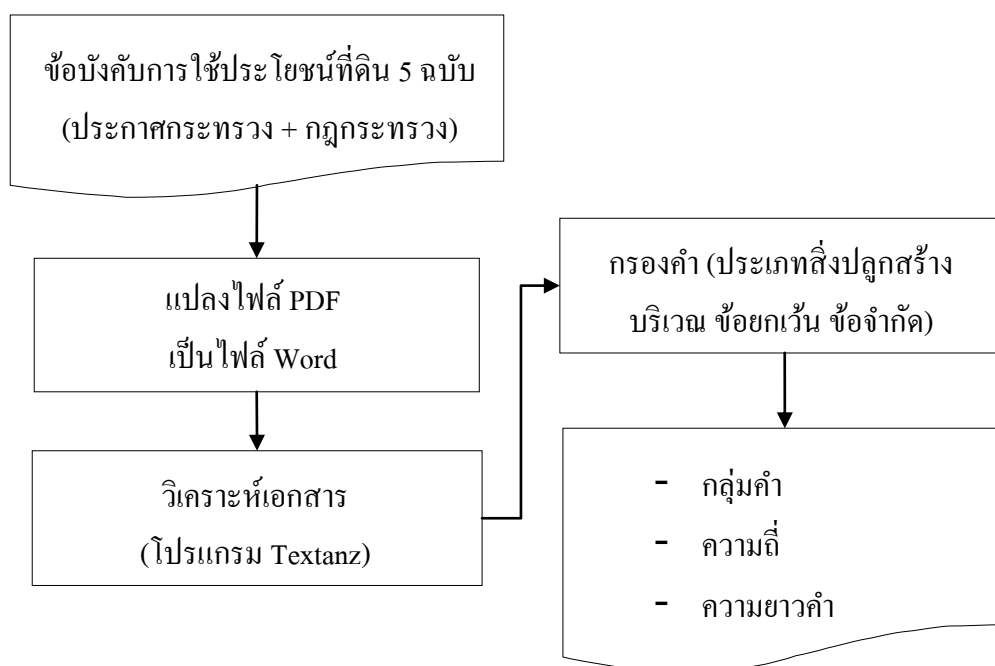 ข้อบังคับการใช้ประโยชน์ที่ดิน 5 ฉบับ
(ประกาศกระทรวง + กฎกระทรวง)
แปลงไฟล์ PDF
เป็นไฟล์ Word
วิเคราะห์เอกสาร
(โปรแกรม Textanz)
กรองคำ (ประเภทสิ่งปลูกสร้าง
บริเวณ ข้อยกเว้น ข้อจำกัด)
- กลุ่มคำ
- ความถี่
- ความยาวคำ